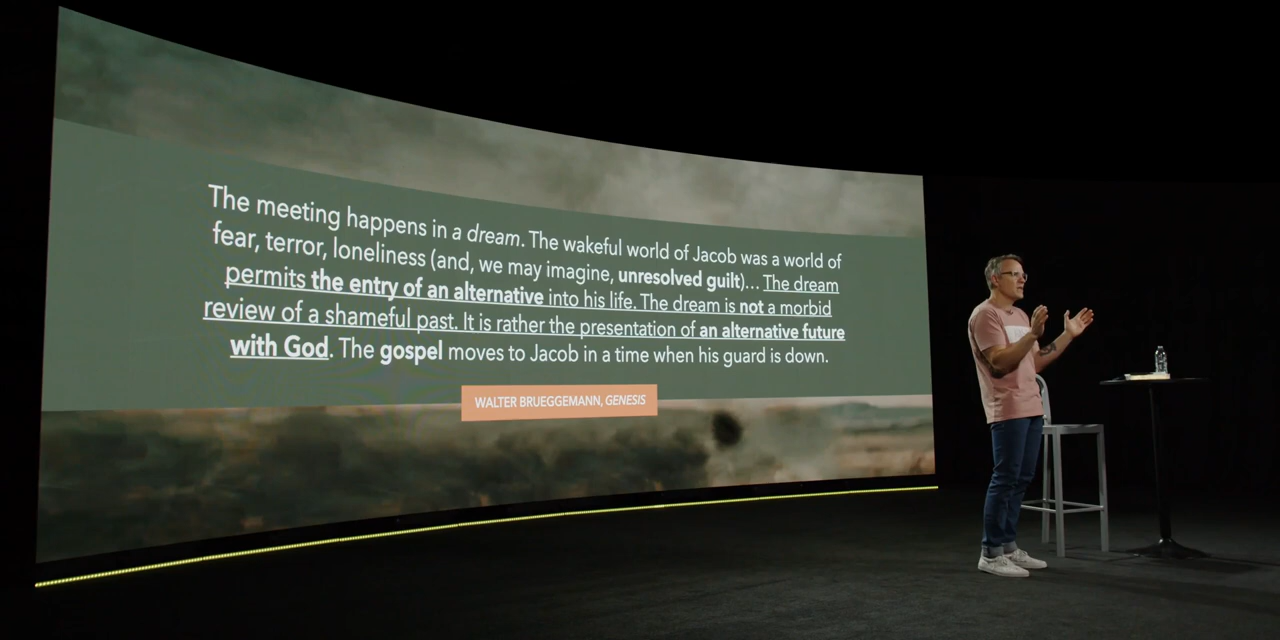 The meeting happens in a dream. The wakeful world of Jacob was a world of
fear, terror, loneliness (and, we may imagine, unresolved guilt)... The dream
permits the entry of an alternative into his life. The dream is not a morbid
review of a shameful past. It is rather the presentation of an alternative future
with God. The gospel moves to Jacob in a time when his guard is down.
WALTER BRUEGGEMANN, GENESIS